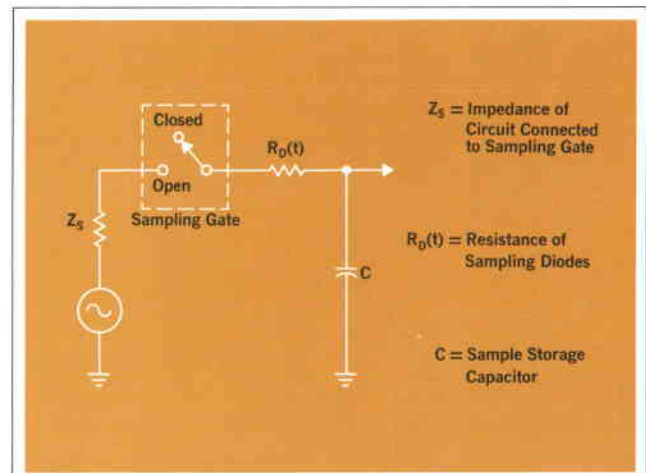 Closed
R_D(t)
Open
Z_S
Sampling Gate
C
Z_S = Impedance of
Circuit Connected
to Sampling Gate
R_D(t) = Resistance of
Sampling Diodes
C = Sample Storage
Capacitor